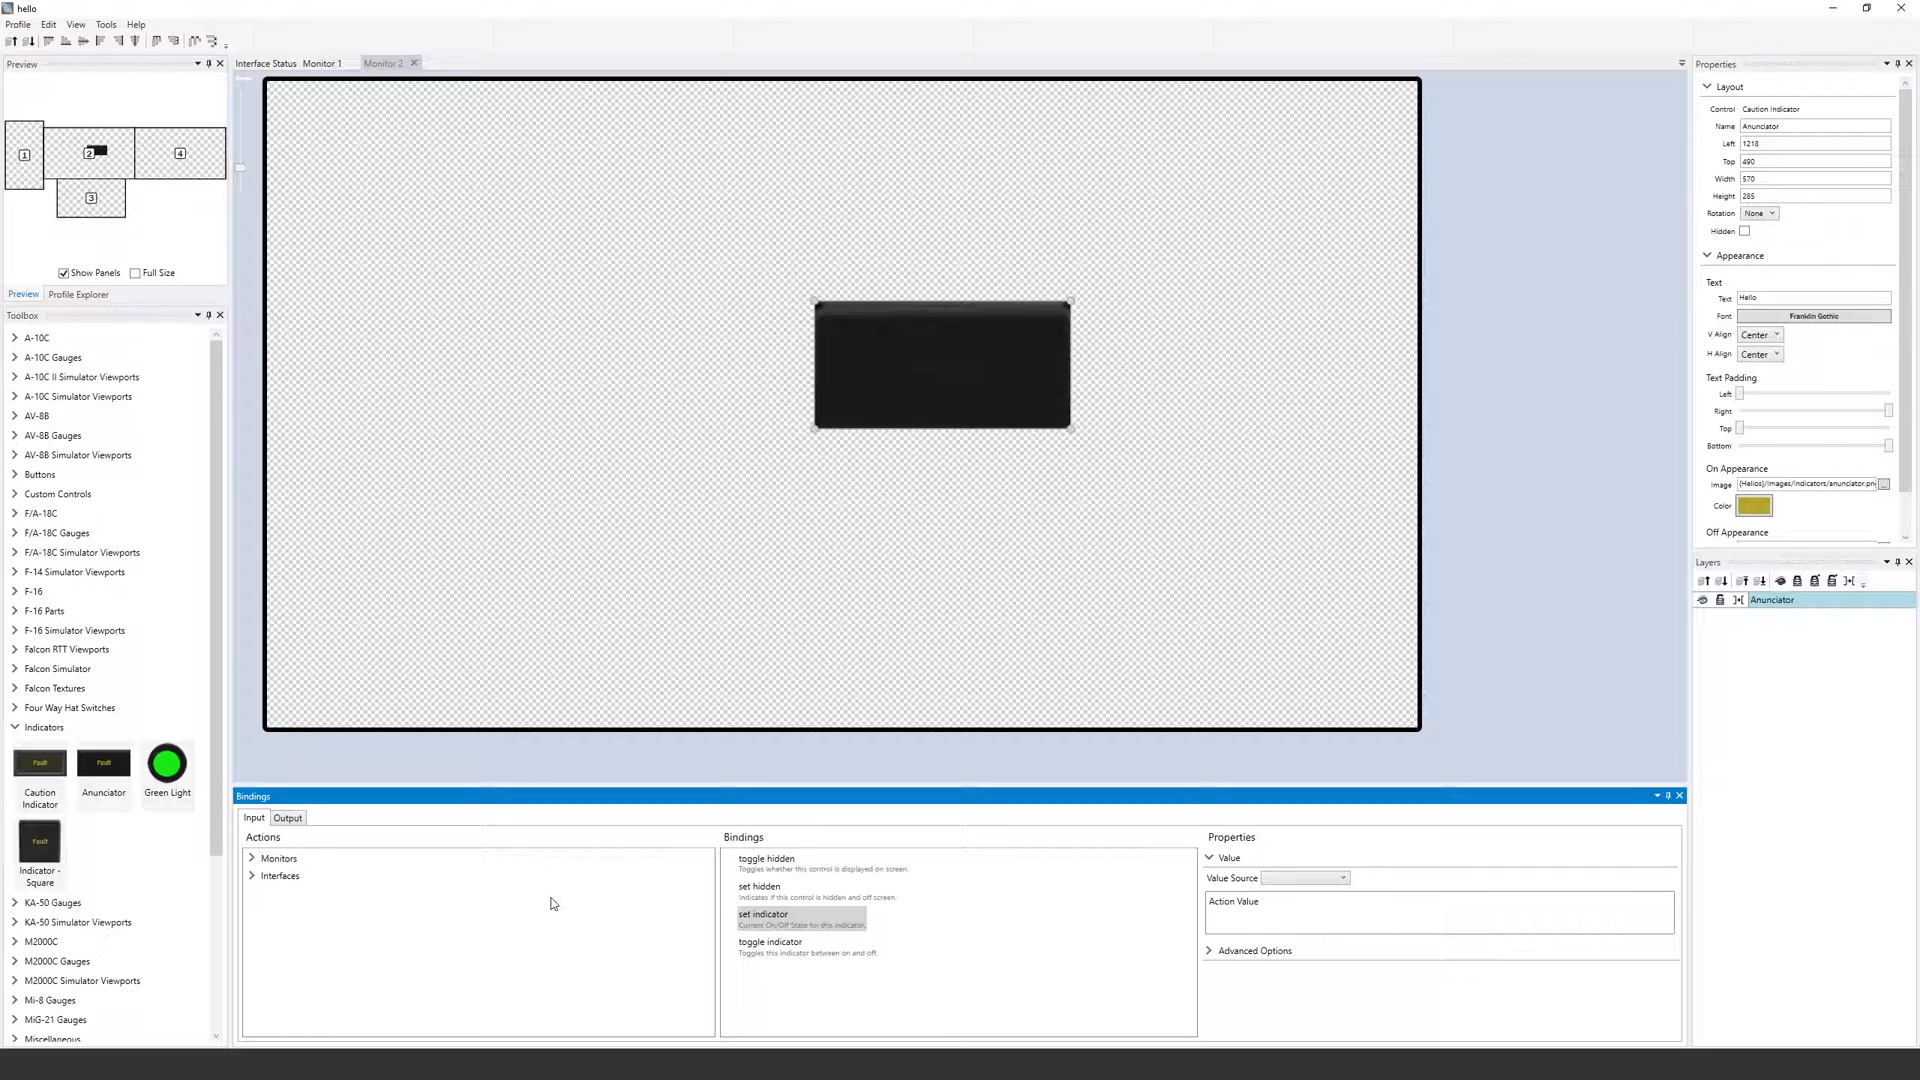 hello
Profile Edit View Tools Help
Preview
1
2
4
3
Show Panels Full Size
Preview Profile Explorer
Toolbox
A-10C
A-10C Gauges
A-10C II Simulator Viewports
A-10C Simulator Viewports
AV-8B
AV-8B Gauges
AV-8B Simulator Viewports
Buttons
Custom Controls
F/A-18C
F/A-18C Gauges
F/A-18C Simulator Viewports
F-14 Simulator Viewports
F-16
F-16 Parts
F-16 Simulator Viewports
Falcon RTT Viewports
Falcon Simulator
Falcon Textures
Four Way Hat Switches
Indicators
Fault
Fault
Caution Indicator
Anunciator
Green Light
Fault
Indicator - Square
KA-50 Gauges
KA-50 Simulator Viewports
M2000C
M2000C Gauges
M2000C Simulator Viewports
Mi-8 Gauges
MiG-21 Gauges
Miscellaneous
Interface Status Monitor 1 Monitor 2
Bindings
Input Output
Actions
Monitors
Interfaces
Bindings
toggle hidden
Toggles whether this control is displayed on screen.
set hidden
Indicates if this control is hidden and off screen.
set indicator
Current On/Off State for this indicator.
toggle indicator
Toggles this indicator between on and off.
Properties
Value
Value Source
Action Value
Advanced Options
Properties
Layout
Control Caution Indicator
Name Anunciator
Left 1218
Top 490
Width 570
Height 285
Rotation None
Hidden
Appearance
Text
Text Hello
Font Franklin Gothic
V Align Center
H Align Center
Text Padding
Left
Right
Top
Bottom
On Appearance
Image {Helios}/Images/Indicators/anunciator.pn ...
Color
Off Appearance
Layers
Anunciator